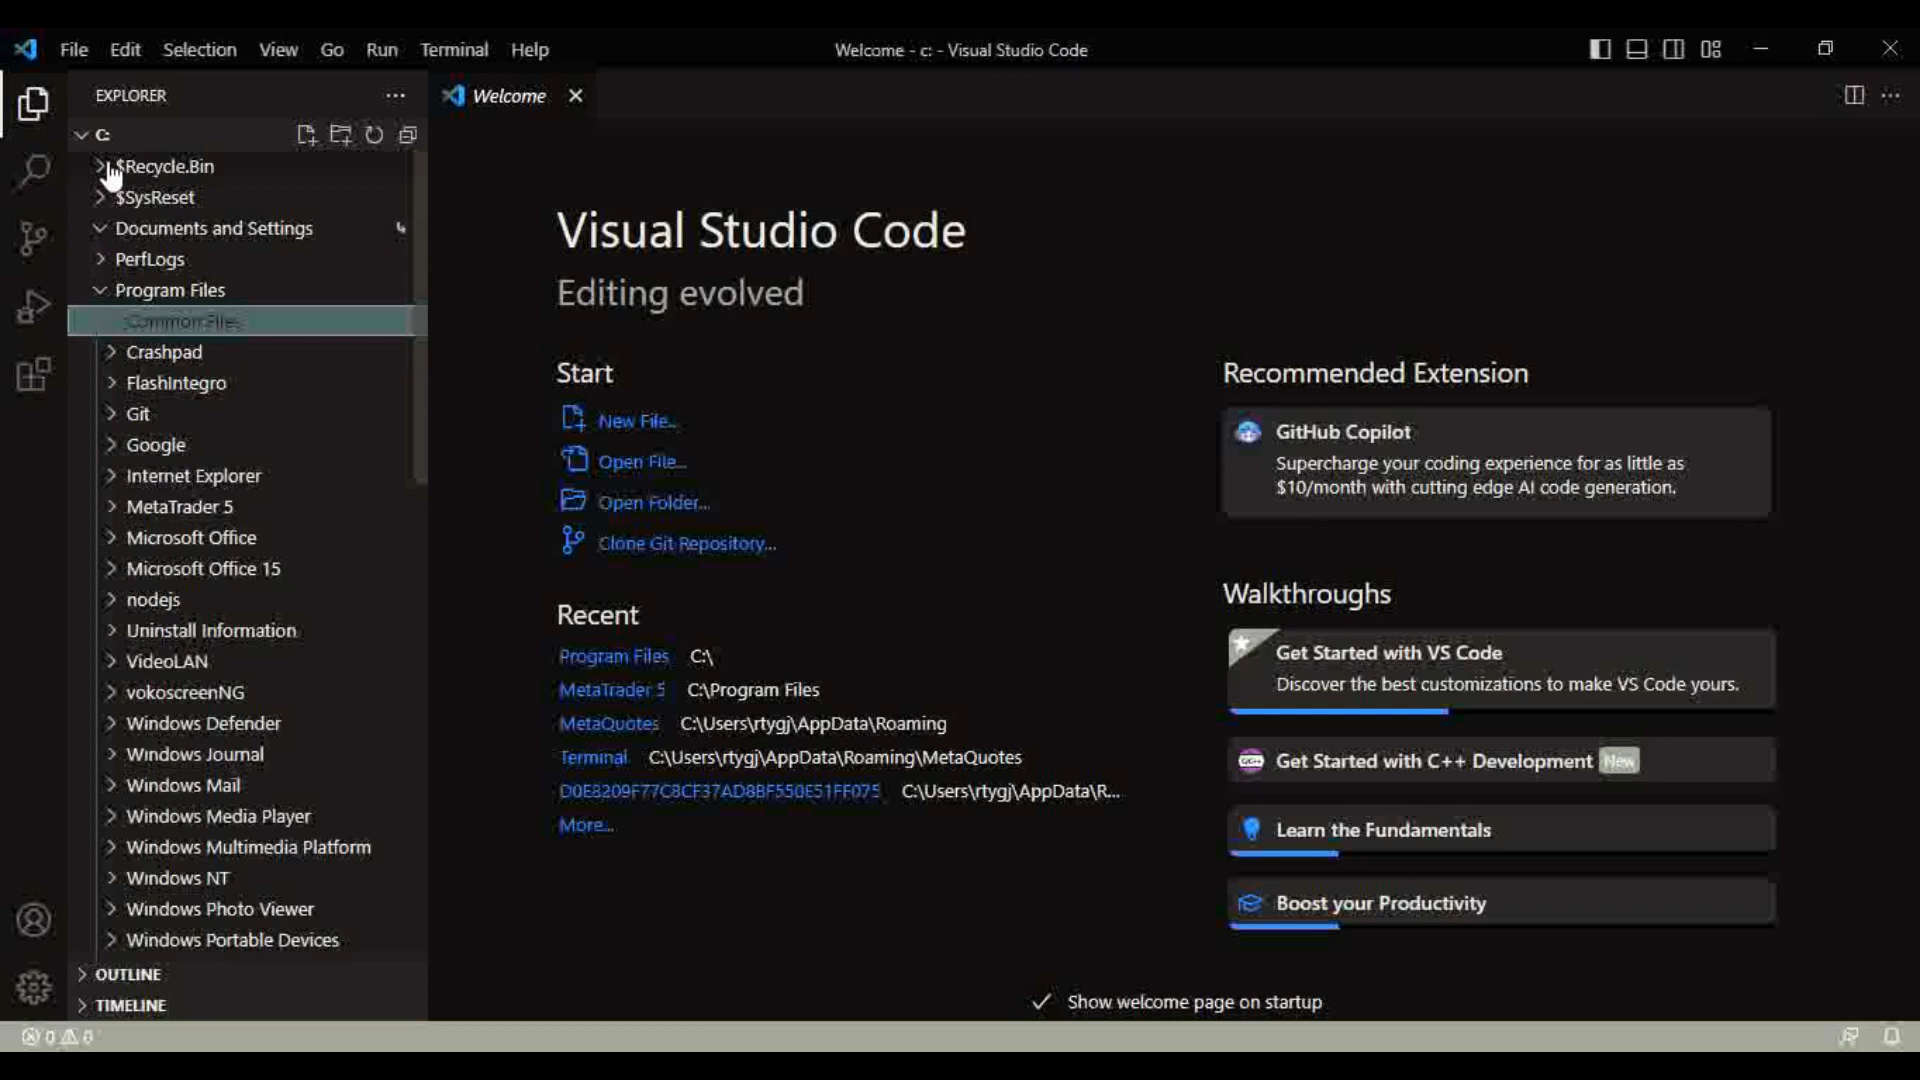 File Edit Selection View Go Run Terminal Help
Welcome - c: - Visual Studio Code
EXPLORER
C:
$Recycle.Bin
$SysReset
Documents and Settings
PerfLogs
Program Files
Common Files
Crashpad
FlashIntegro
Git
Google
Internet Explorer
MetaTrader 5
Microsoft Office
Microsoft Office 15
nodejs
Uninstall Information
VideoLAN
vokoscreenNG
Windows Defender
Windows Journal
Windows Mail
Windows Media Player
Windows Multimedia Platform
Windows NT
Windows Photo Viewer
Windows Portable Devices
OUTLINE
TIMELINE
0 0
Welcome
Visual Studio Code
Editing evolved
Start
New File...
Open File...
Open Folder...
Clone Git Repository...
Recent
Program Files C:\
MetaTrader 5 C:\Program Files
MetaQuotes C:\Users\rtygj\AppData\Roaming
Terminal C:\Users\rtygj\AppData\Roaming\MetaQuotes
D0E8209F77C8CF37AD8BF550E51FF075 C:\Users\rtygj\AppData\R...
More...
Recommended Extension
GitHub Copilot
Supercharge your coding experience for as little as
$10/month with cutting edge AI code generation.
Walkthroughs
Get Started with VS Code
Discover the best customizations to make VS Code yours.
Get Started with C++ Development New
Learn the Fundamentals
Boost your Productivity
Show welcome page on startup